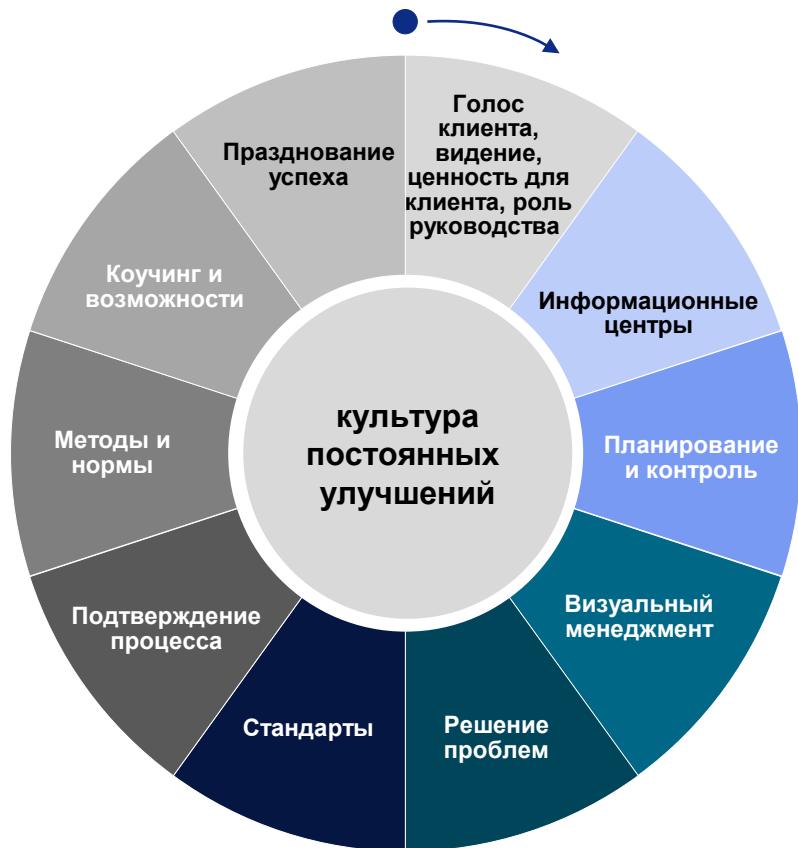 Голос
клиента,
видение,
ценность для
клиента, роль
руководства
Информационные
центры
Планирование
и контроль
Визуальный
менеджмент
Решение
проблем
Стандарты
Подтверждение
процесса
Методы и
нормы
Коучинг и
возможности
Празднование
успеха
культура
постоянных
улучшений